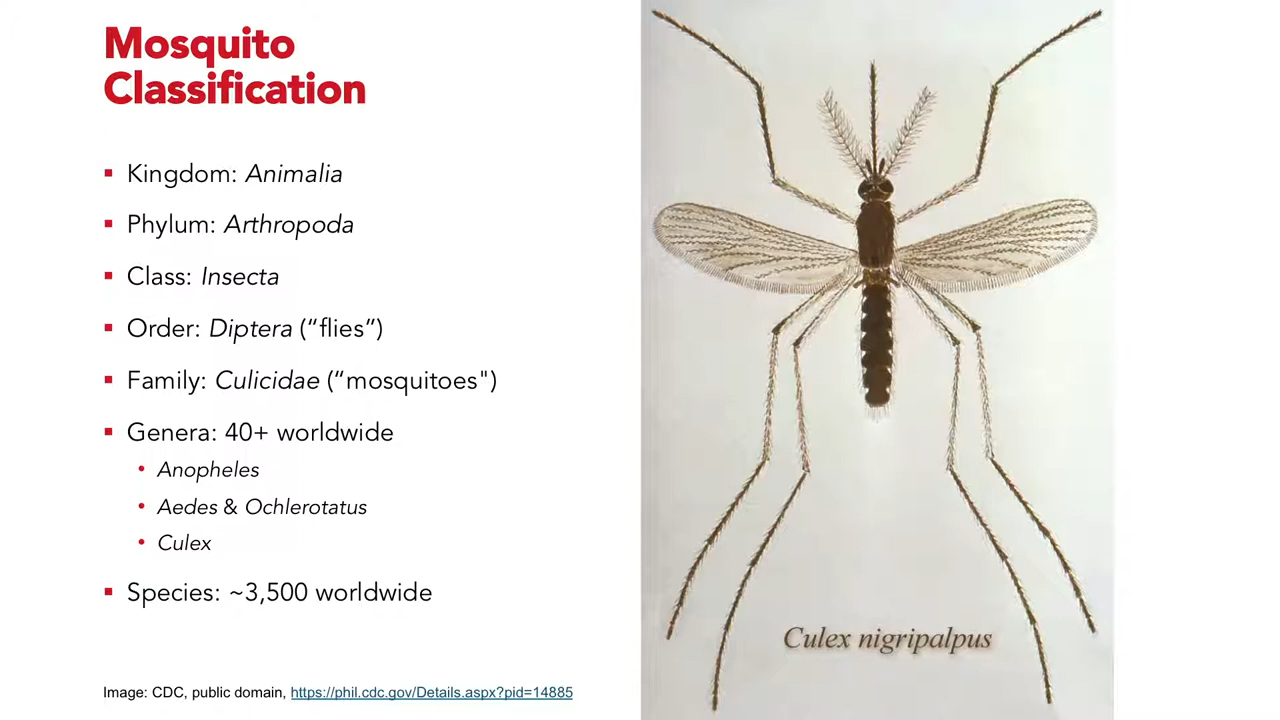 Mosquito
Classification
▪ Kingdom: Animalia
▪ Phylum: Arthropoda
▪ Class: Insecta
▪ Order: Diptera (“flies”)
▪ Family: Culicidae (“mosquitoes")
▪ Genera: 40+ worldwide
• Anopheles
• Aedes & Ochlerotatus
• Culex
▪ Species: ~3,500 worldwide
Image: CDC, public domain, https://phil.cdc.gov/Details.aspx?pid=14885
Culex nigripalpus